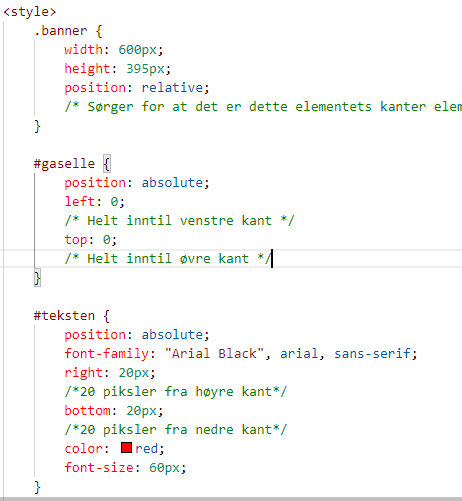 <style>
.banner {
width: 600px;
height: 395px;
position: relative;
/* Sørger for at det er dette elementets kanter
}
#gaselle {
position: absolute;
left: 0;
/* Helt inntil venstre kant */
top: 0;
/* Helt inntil øvre kant */
}
#teksten {
position: absolute;
font-family: "Arial Black", arial, sans-serif;
right: 20px;
/*20 piksler fra høyre kant*/
bottom: 20px;
/*20 piksler fra nedre kant*/
color: red;
font-size: 60px;
}